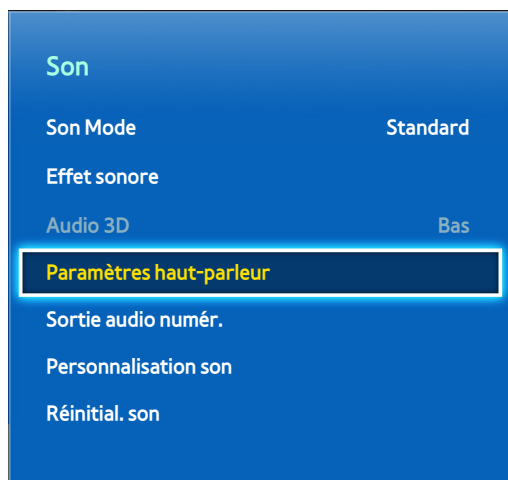 Son
Son Mode Standard
Effet sonore
Audio 3D Bas
Paramètres haut-parleur
Sortie audio numér.
Personnalisation son
Réinitial. son